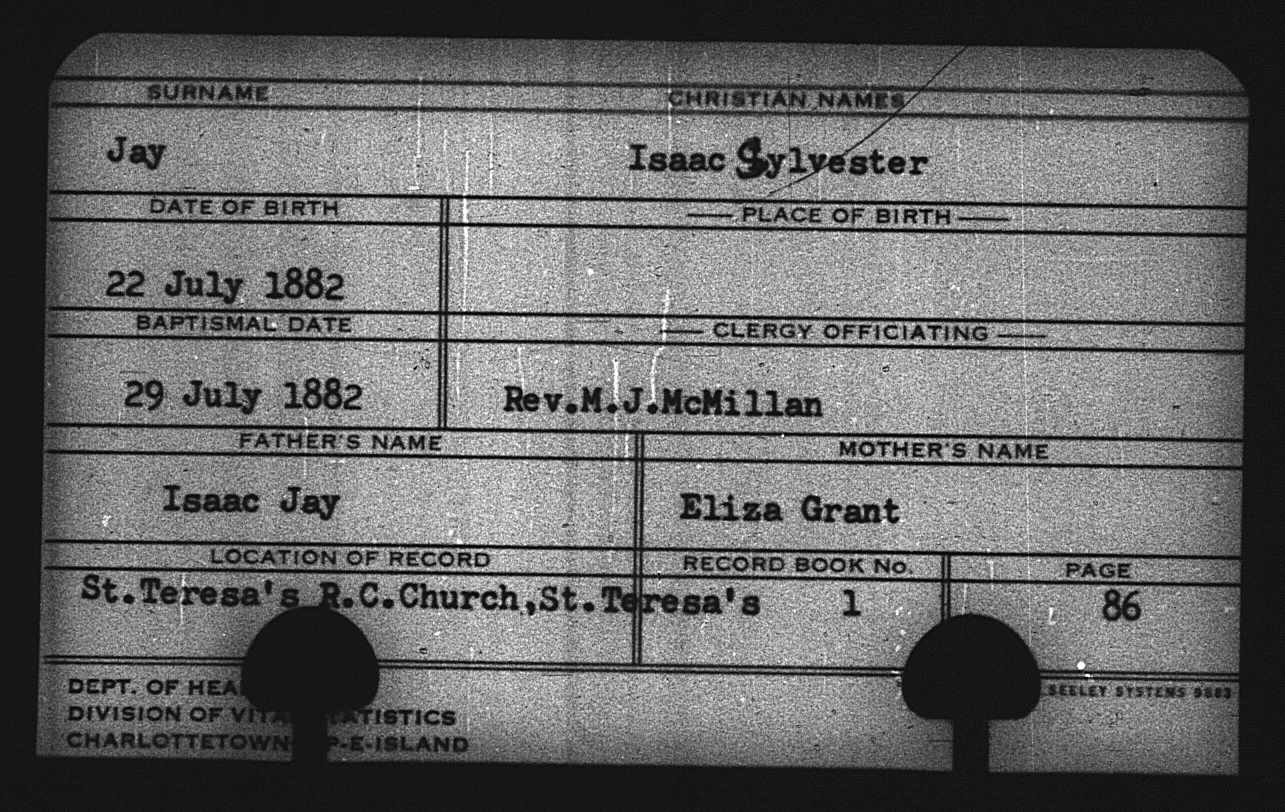 SURNAME CHRISTIAN NAMES
Jay Isaac Sylvester
DATE OF BIRTH PLACE OF BIRTH
22 July 1882
BAPTISMAL DATE CLERGY OFFICIATING
29 July 1882 Rev.M.J.McMillan
FATHER'S NAME MOTHER'S NAME
Isaac Jay Eliza Grant
LOCATION OF RECORD RECORD BOOK No. PAGE
St.Teresa's R.C.Church,St.Teresa's 1 86
DEPT. OF HEA SEELEY SYSTEMS
DIVISION OF VITA TATISTICS
CHARLOTTETOWN P-E-ISLAND